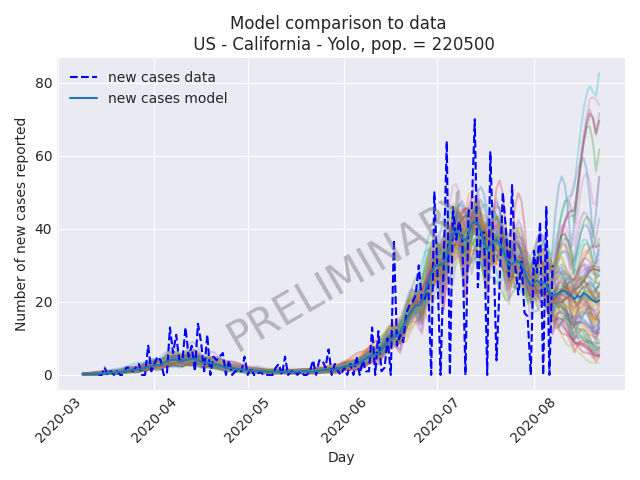 Model comparison to data
US - California - Yolo, pop. = 220500
new cases data
new cases model
Number of new cases reported
80
60
40
20
0
PRELIMINARY
2020-03
2020-04
2020-05
2020-06
2020-07
2020-08
Day